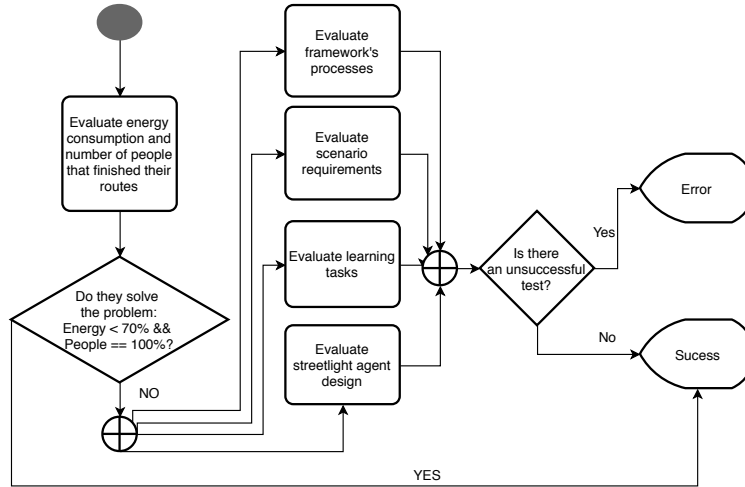 Evaluate
framework's
processes
Evaluate energy
consumption and
number of people
that finished their
routes
Evaluate
scenario
requirements
Error
Yes
Is there
an unsuccessful
test?
Evaluate learning
tasks
Do they solve
the problem:
Energy < 70% &&
People == 100%?
No
Evaluate
streetlight agent
design
Sucess
NO
YES